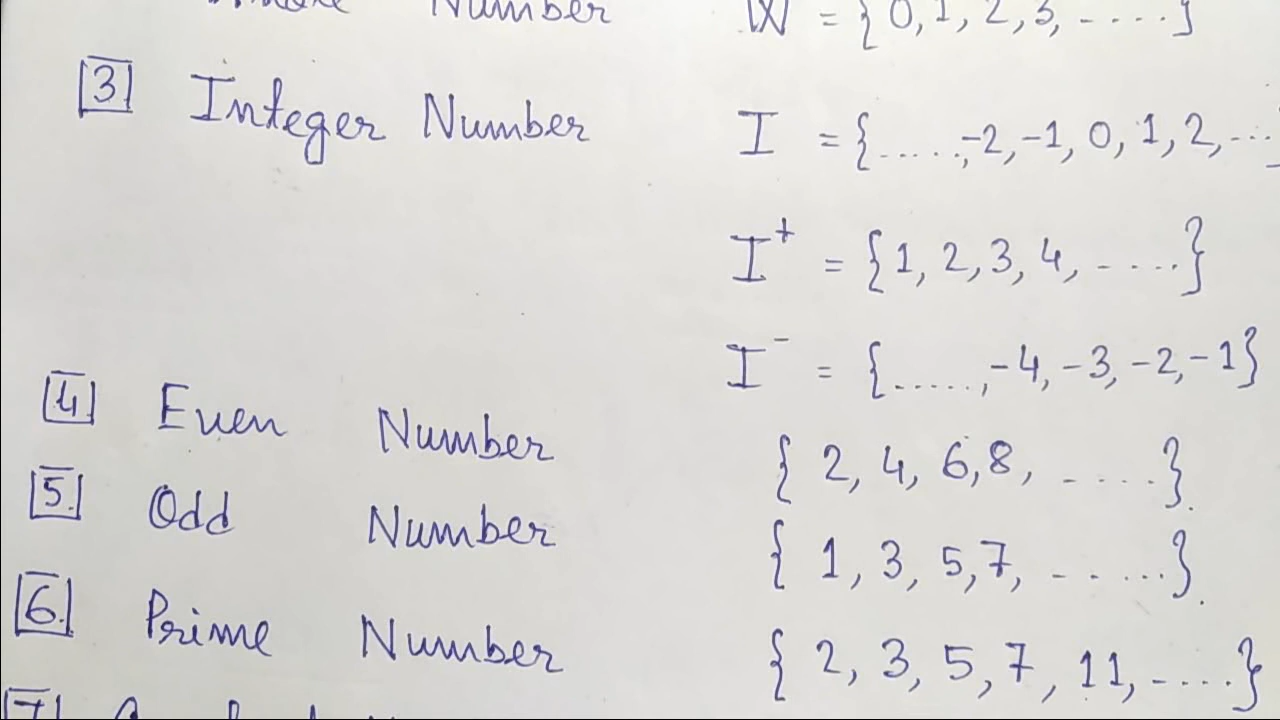 Number W = {0, 1, 2, 3, - - - - -}
3. Integer Number I = {. . . . ., -2, -1, 0, 1, 2, ....
I⁺ = {1, 2, 3, 4, - - - - -}
I⁻ = {......, -4, -3, -2, -1}
4. Even Number { 2, 4, 6, 8, - - - - -}.
5. Odd Number { 1, 3, 5, 7, - - - - - -}.
6. Prime Number { 2, 3, 5, 7, 11, - - - - -}
7.